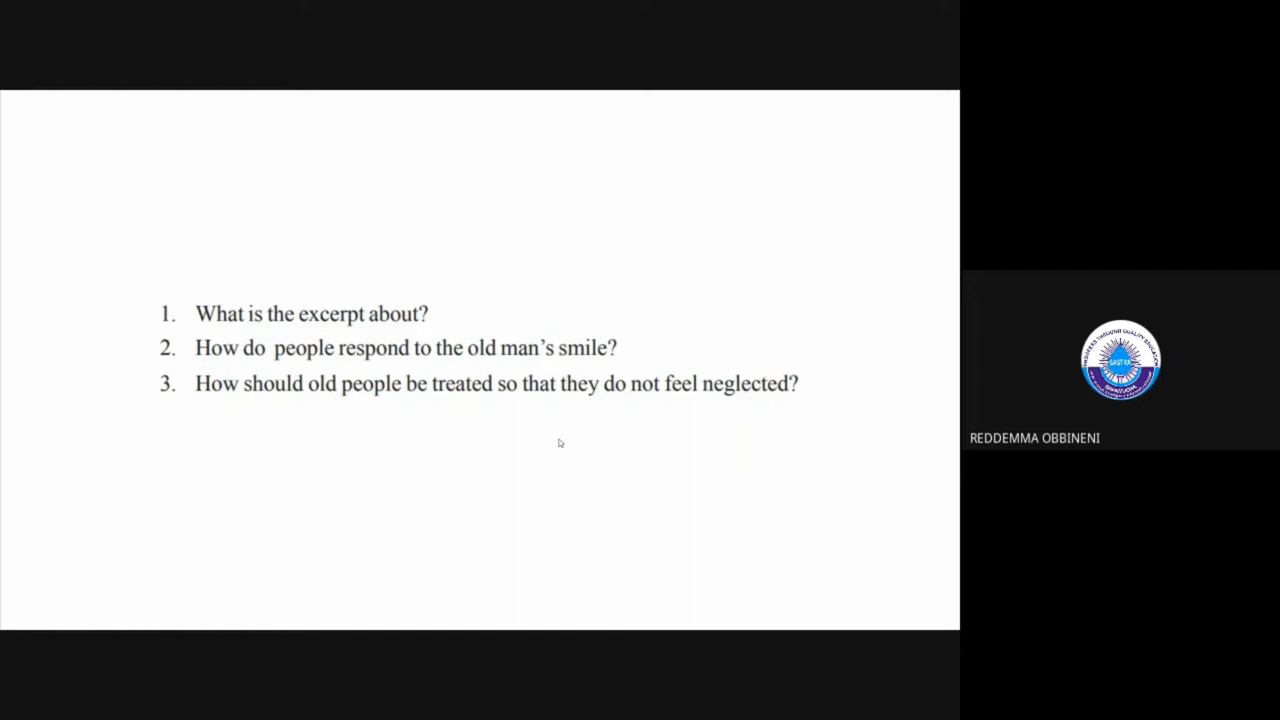 1. What is the excerpt about?
2. How do people respond to the old man's smile?
3. How should old people be treated so that they do not feel neglected?
SASTRA
REDDEMMA OBBINENI